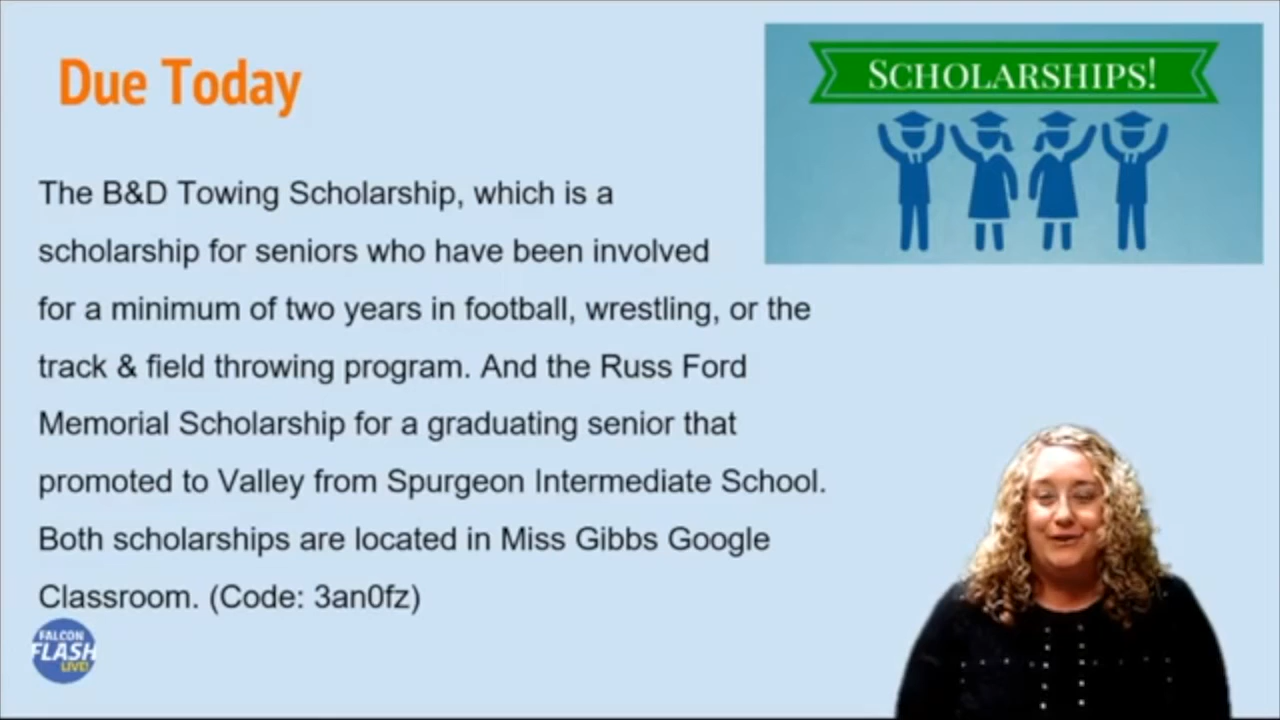 Due Today
SCHOLARSHIPS!
The B&D Towing Scholarship, which is a
scholarship for seniors who have been involved
for a minimum of two years in football, wrestling, or the
track & field throwing program. And the Russ Ford
Memorial Scholarship for a graduating senior that
promoted to Valley from Spurgeon Intermediate School.
Both scholarships are located in Miss Gibbs Google
Classroom. (Code: 3an0fz)
FALCON
FLASH
LIVE!